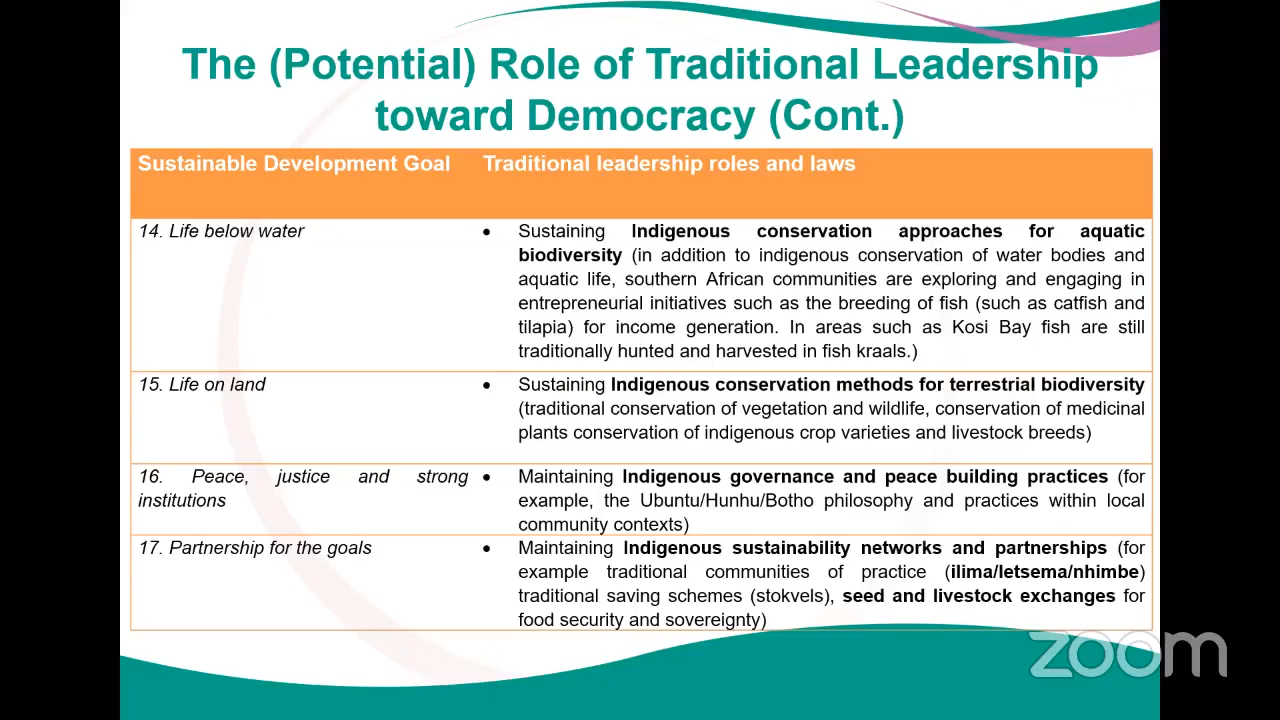 The (Potential) Role of Traditional Leadership
toward Democracy (Cont.)
Sustainable Development Goal
Traditional leadership roles and laws
14. Life below water
• Sustaining Indigenous conservation approaches for aquatic
biodiversity (in addition to indigenous conservation of water bodies and
aquatic life, southern African communities are exploring and engaging in
entrepreneurial initiatives such as the breeding of fish (such as catfish and
tilapia) for income generation. In areas such as Kosi Bay fish are still
traditionally hunted and harvested in fish kraals.)
15. Life on land
• Sustaining Indigenous conservation methods for terrestrial biodiversity
(traditional conservation of vegetation and wildlife, conservation of medicinal
plants conservation of indigenous crop varieties and livestock breeds)
16. Peace, justice and strong
institutions
• Maintaining Indigenous governance and peace building practices (for
example, the Ubuntu/Hunhu/Botho philosophy and practices within local
community contexts)
17. Partnership for the goals
• Maintaining Indigenous sustainability networks and partnerships (for
example traditional communities of practice (ilima/letsema/nhimbe)
traditional saving schemes (stokvels), seed and livestock exchanges for
food security and sovereignty)
zoom